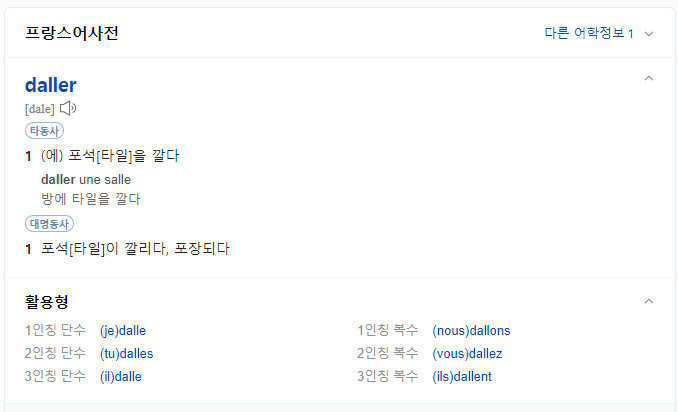 프랑스어사전
다른 어학정보 1
daller
[dale]
타동사
1 (에) 포석[타일]을 깔다
daller une salle
방에 타일을 깔다
대명동사
1 포석[타일]이 깔리다, 포장되다
활용형
1인칭 단수 (je)dalle 1인칭 복수 (nous)dallons
2인칭 단수 (tu)dalles 2인칭 복수 (vous)dallez
3인칭 단수 (il)dalle 3인칭 복수 (ils)dallent